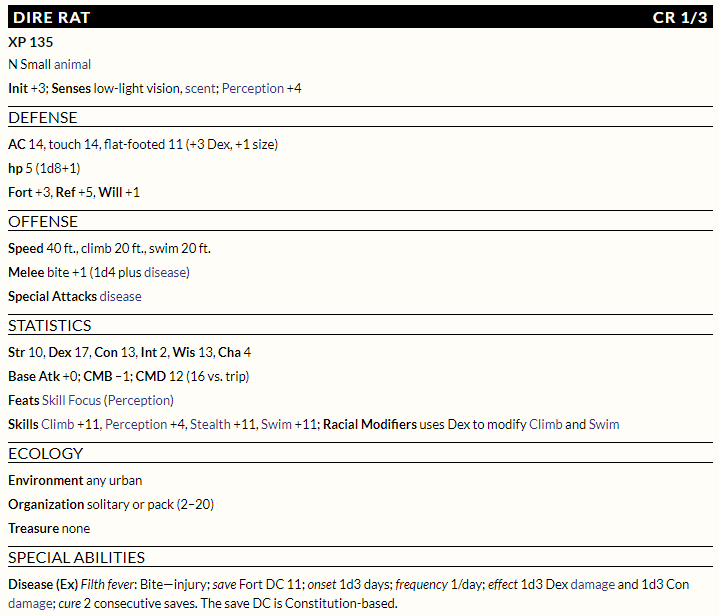 DIRE RAT CR 1/3
XP 135
N Small animal
Init +3; Senses low-light vision, scent; Perception +4
DEFENSE
AC 14, touch 14, flat-footed 11 (+3 Dex, +1 size)
hp 5 (1d8+1)
Fort +3, Ref +5, Will +1
OFFENSE
Speed 40 ft., climb 20 ft., swim 20 ft.
Melee bite +1 (1d4 plus disease)
Special Attacks disease
STATISTICS
Str 10, Dex 17, Con 13, Int 2, Wis 13, Cha 4
Base Atk +0; CMB –1; CMD 12 (16 vs. trip)
Feats Skill Focus (Perception)
Skills Climb +11, Perception +4, Stealth +11, Swim +11; Racial Modifiers uses Dex to modify Climb and Swim
ECOLOGY
Environment any urban
Organization solitary or pack (2–20)
Treasure none
SPECIAL ABILITIES
Disease (Ex) Filth fever: Bite—injury; save Fort DC 11; onset 1d3 days; frequency 1/day; effect 1d3 Dex damage and 1d3 Con
damage; cure 2 consecutive saves. The save DC is Constitution-based.